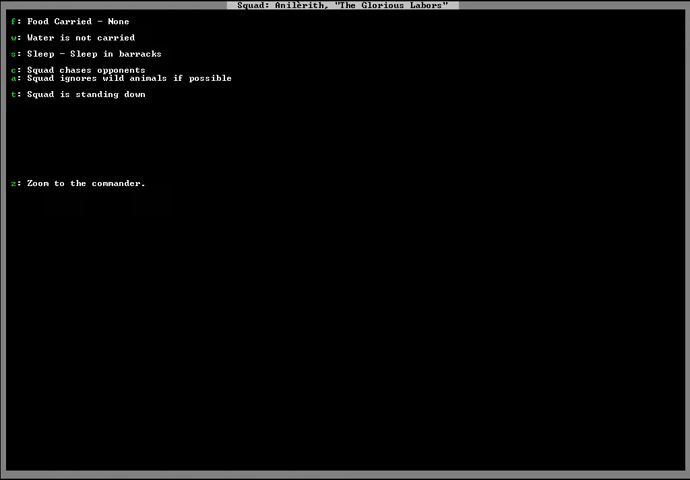 Squad: Anilèrith, "The Glorious Labors"
f: Food Carried - None
w: Water is not carried
s: Sleep - Sleep in barracks
c: Squad chases opponents
a: Squad ignores wild animals if possible
t: Squad is standing down
z: Zoom to the commander.